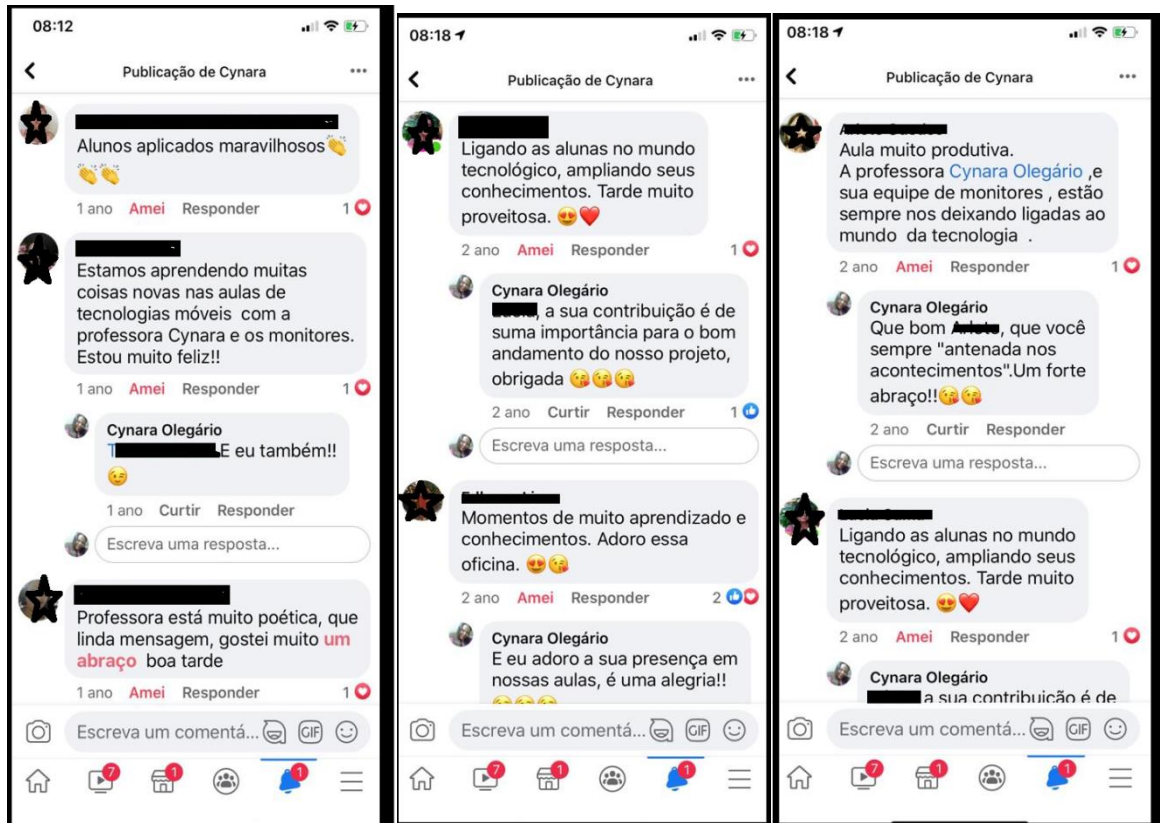 08:12
Publicação de Cynara
Alunos aplicados maravilhosos👏
👏👏
1 ano Amei Responder 1
Estamos aprendendo muitas
coisas novas nas aulas de
tecnologias móveis com a
professora Cynara e os monitores.
Estou muito feliz!!
1 ano Amei Responder 1
Cynara Olegário
T E eu também!!
😉
1 ano Curtir Responder
Escreva uma resposta...
Professora está muito poética, que
linda mensagem, gostei muito um
abraço boa tarde
1 ano Amei Responder 1
Escreva um comentá... GIF
7 1 1
08:18
Publicação de Cynara
Ligando as alunas no mundo
tecnológico, ampliando seus
conhecimentos. Tarde muito
proveitosa. 😍❤️
2 ano Amei Responder 1
Cynara Olegário
, a sua contribuição é de
suma importância para o bom
andamento do nosso projeto,
obrigada 😘😘😘
2 ano Curtir Responder 1
Escreva uma resposta...
Momentos de muito aprendizado e
conhecimentos. Adoro essa
oficina. 😍😘
2 ano Amei Responder 2
Cynara Olegário
E eu adoro a sua presença em
nossas aulas, é uma alegria!!
😘😘😘
Escreva um comentá... GIF
7 1 1
08:18
Publicação de Cynara
Aula muito produtiva.
A professora Cynara Olegário ,e
sua equipe de monitores , estão
sempre nos deixando ligadas ao
mundo da tecnologia .
2 ano Amei Responder 1
Cynara Olegário
Que bom , que você
sempre "antenada nos
acontecimentos".Um forte
abraço!!😘😘
2 ano Curtir Responder
Escreva uma resposta...
Ligando as alunas no mundo
tecnológico, ampliando seus
conhecimentos. Tarde muito
proveitosa. 😍❤️
2 ano Amei Responder 1
Cynara Olegário
a sua contribuição é de
Escreva um comentá... GIF
7 1 1